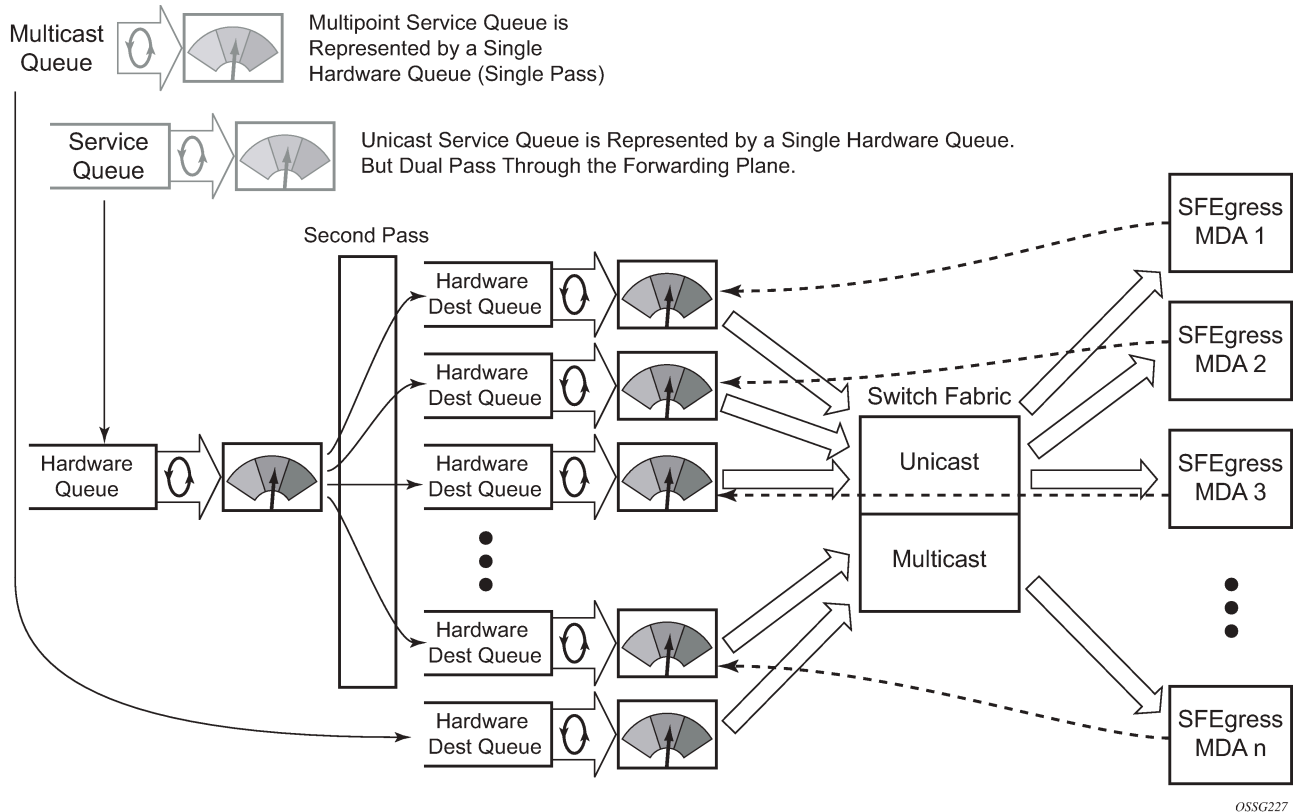 Multicast
Queue
Multipoint Service Queue is
Represented by a Single
Hardware Queue (Single Pass)
Service
Queue
Unicast Service Queue is Represented by a Single Hardware Queue.
But Dual Pass Through the Forwarding Plane.
Second Pass
Hardware
Queue
Hardware
Dest Queue
Hardware
Dest Queue
Hardware
Dest Queue
Hardware
Dest Queue
Hardware
Dest Queue
Switch Fabric
Unicast
Multicast
SFEgress
MDA 1
SFEgress
MDA 2
SFEgress
MDA 3
SFEgress
MDA n
OSSG227